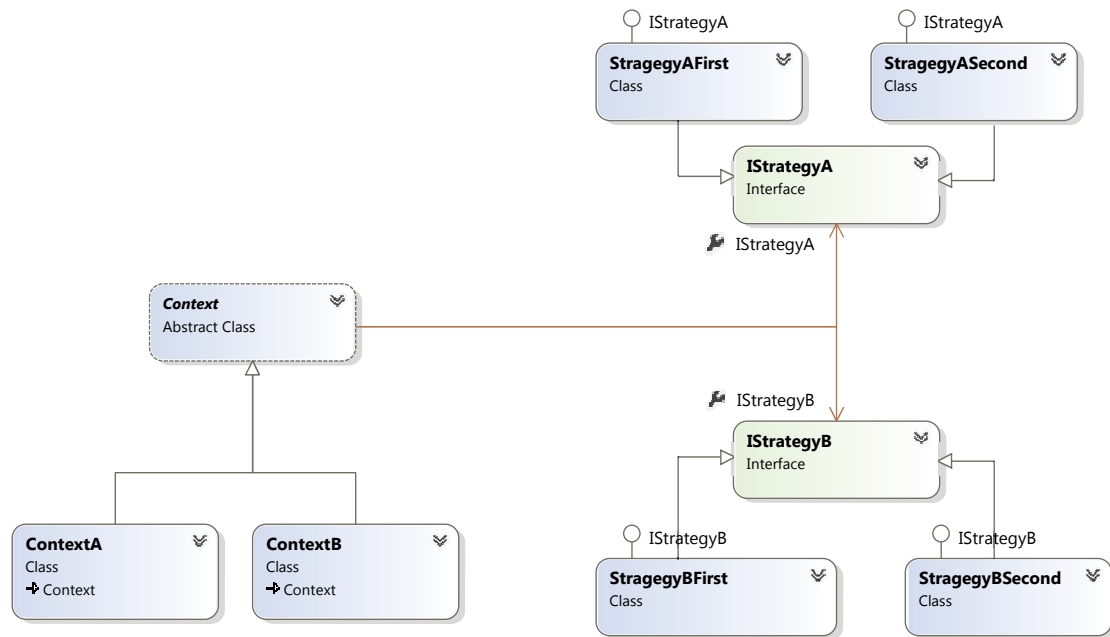 IStrategyA
IStrategyA
StragegyAFirst
Class
StragegyASecond
Class
IStrategyA
Interface
IStrategyA
Context
Abstract Class
IStrategyB
IStrategyB
Interface
ContextA
Class
Context
ContextB
Class
Context
IStrategyB
IStrategyB
StragegyBFirst
Class
StragegyBSecond
Class